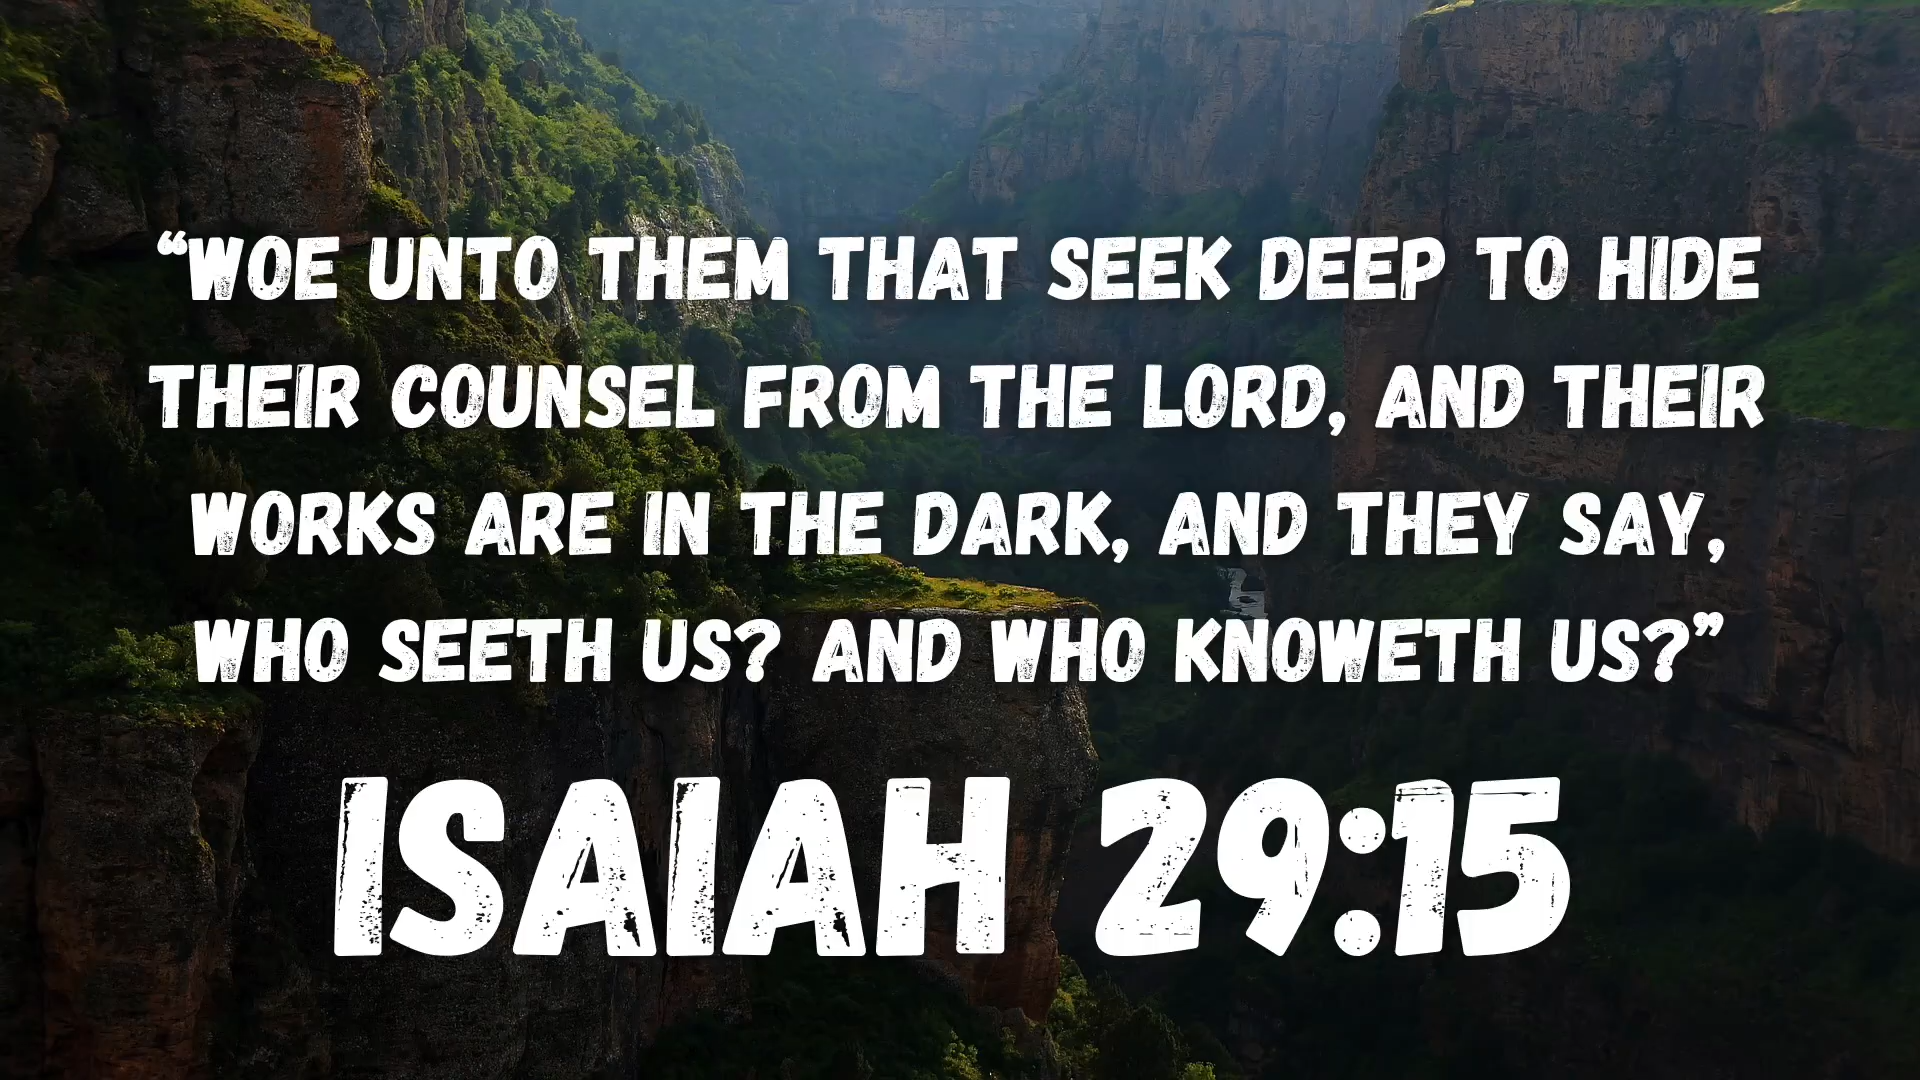 “WOE UNTO THEM THAT SEEK DEEP TO HIDE
THEIR COUNSEL FROM THE LORD, AND THEIR
WORKS ARE IN THE DARK, AND THEY SAY,
WHO SEETH US? AND WHO KNOWETH US?”
ISAIAH 29:15